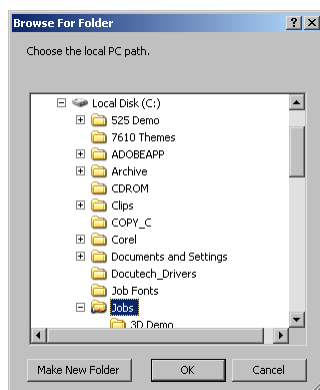 Browse For Folder
Choose the local PC path.
Local Disk (C:)
525 Demo
7610 Themes
ADOBEAPP
Archive
CDROM
Clips
COPY_C
Corel
Documents and Settings
Docutech_Drivers
Job Fonts
Jobs
3D Demo
Make New Folder
OK
Cancel